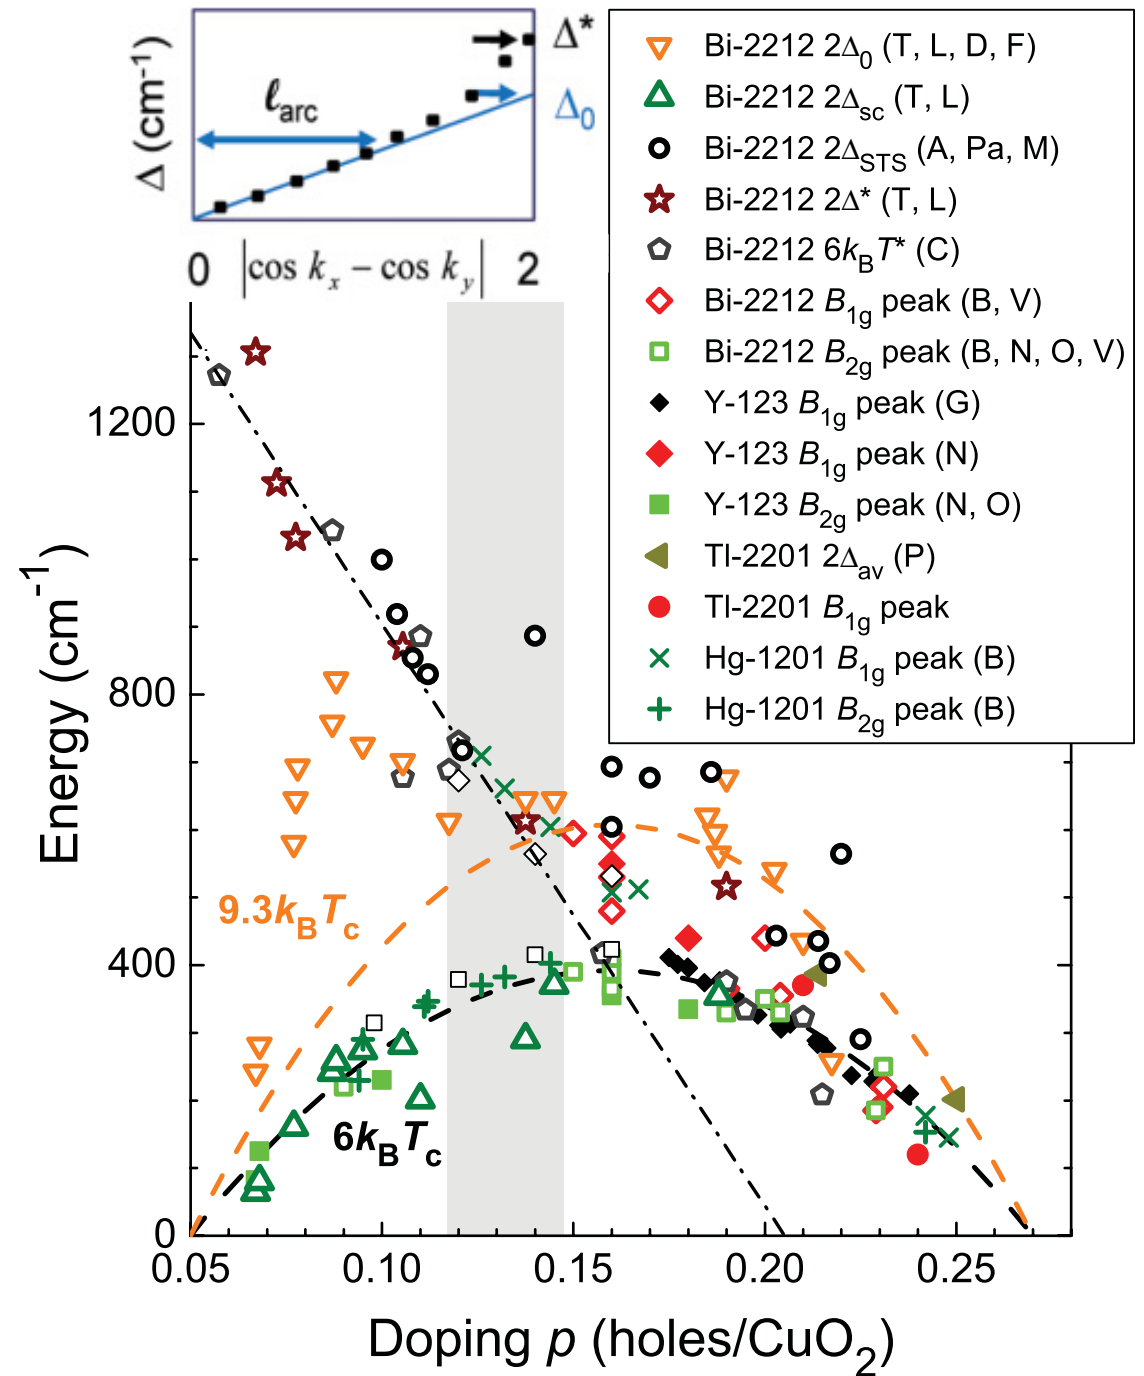 Δ (cm-1)
ℓarc
Δ*
Δ0
0 |cos kx − cos ky| 2
Bi-2212 2Δ0 (T, L, D, F)
Bi-2212 2Δsc (T, L)
Bi-2212 2ΔSTS (A, Pa, M)
Bi-2212 2Δ* (T, L)
Bi-2212 6kBT* (C)
Bi-2212 B1g peak (B, V)
Bi-2212 B2g peak (B, N, O, V)
Y-123 B1g peak (G)
Y-123 B1g peak (N)
Y-123 B2g peak (N, O)
Tl-2201 2Δav (P)
Tl-2201 B1g peak
Hg-1201 B1g peak (B)
Hg-1201 B2g peak (B)
Energy (cm-1)
1200
800
400
0
9.3kBTc
6kBTc
0.05 0.10 0.15 0.20 0.25
Doping p (holes/CuO2)